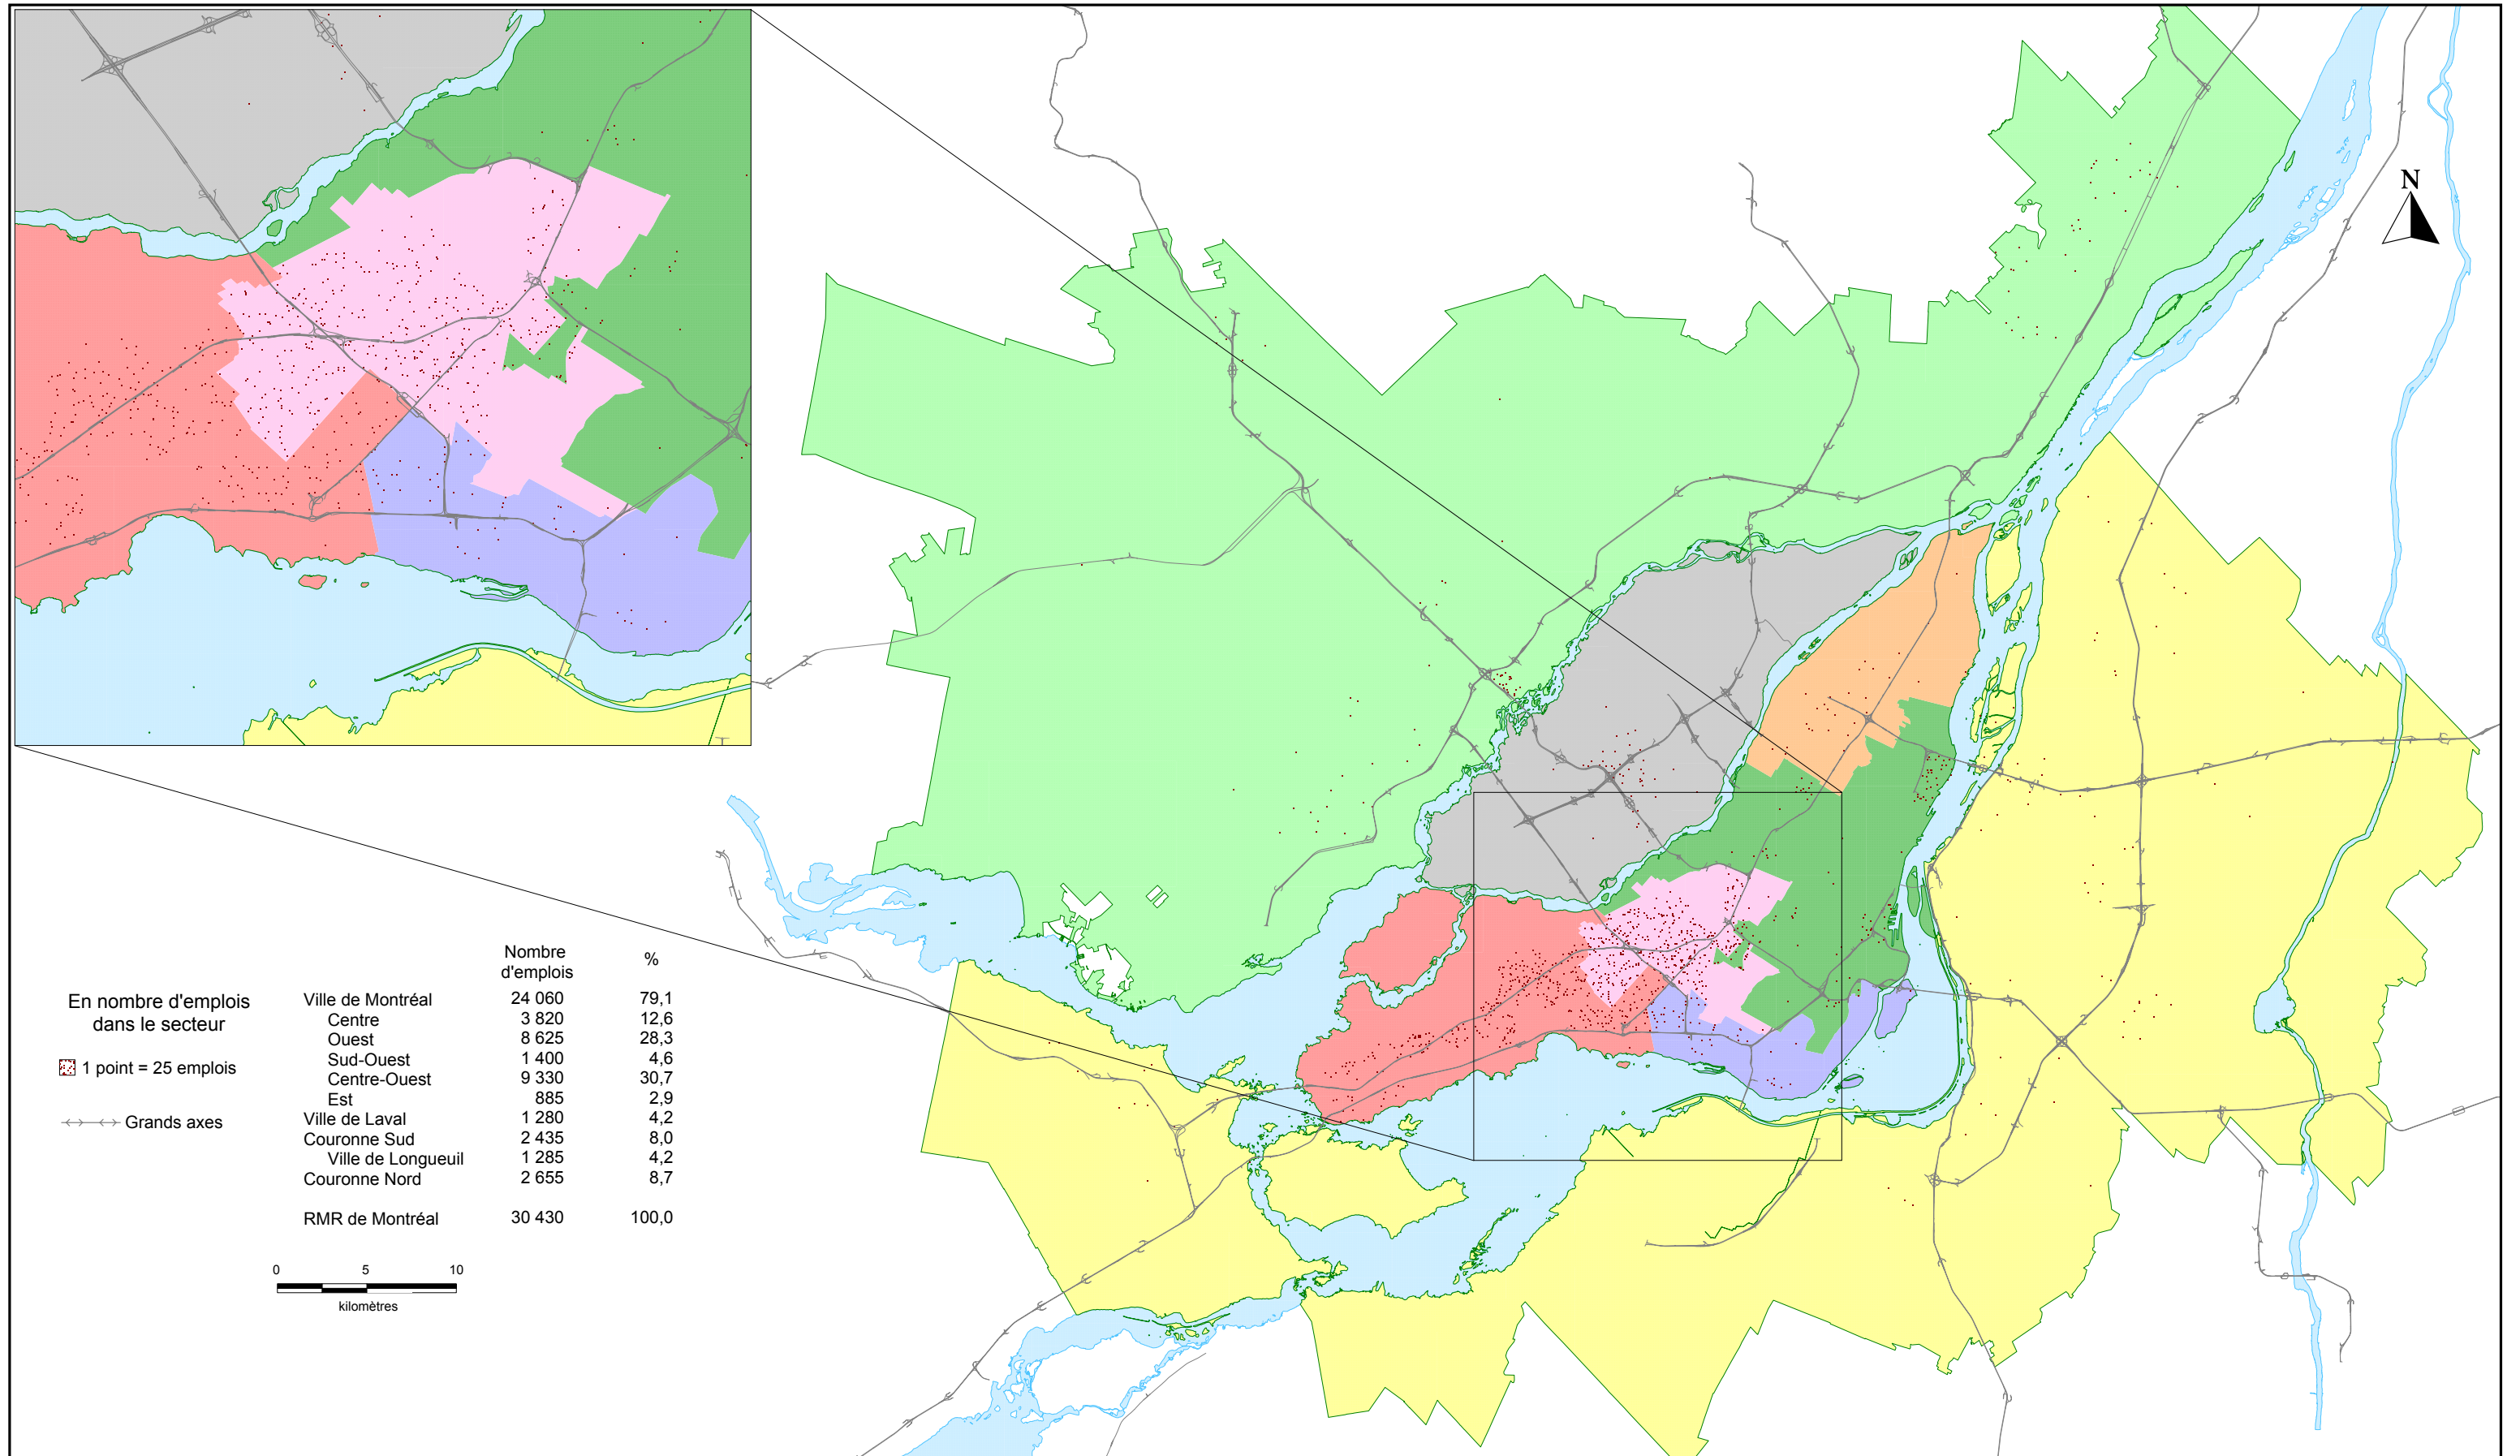 N
Nombre
d'emplois
%
En nombre d'emplois
dans le secteur
1 point = 25 emplois
Grands axes
Ville de Montréal 24 060 79,1
Centre 3 820 12,6
Ouest 8 625 28,3
Sud-Ouest 1 400 4,6
Centre-Ouest 9 330 30,7
Est 885 2,9
Ville de Laval 1 280 4,2
Couronne Sud 2 435 8,0
Ville de Longueuil 1 285 4,2
Couronne Nord 2 655 8,7
RMR de Montréal 30 430 100,0
0 5 10
kilomètres